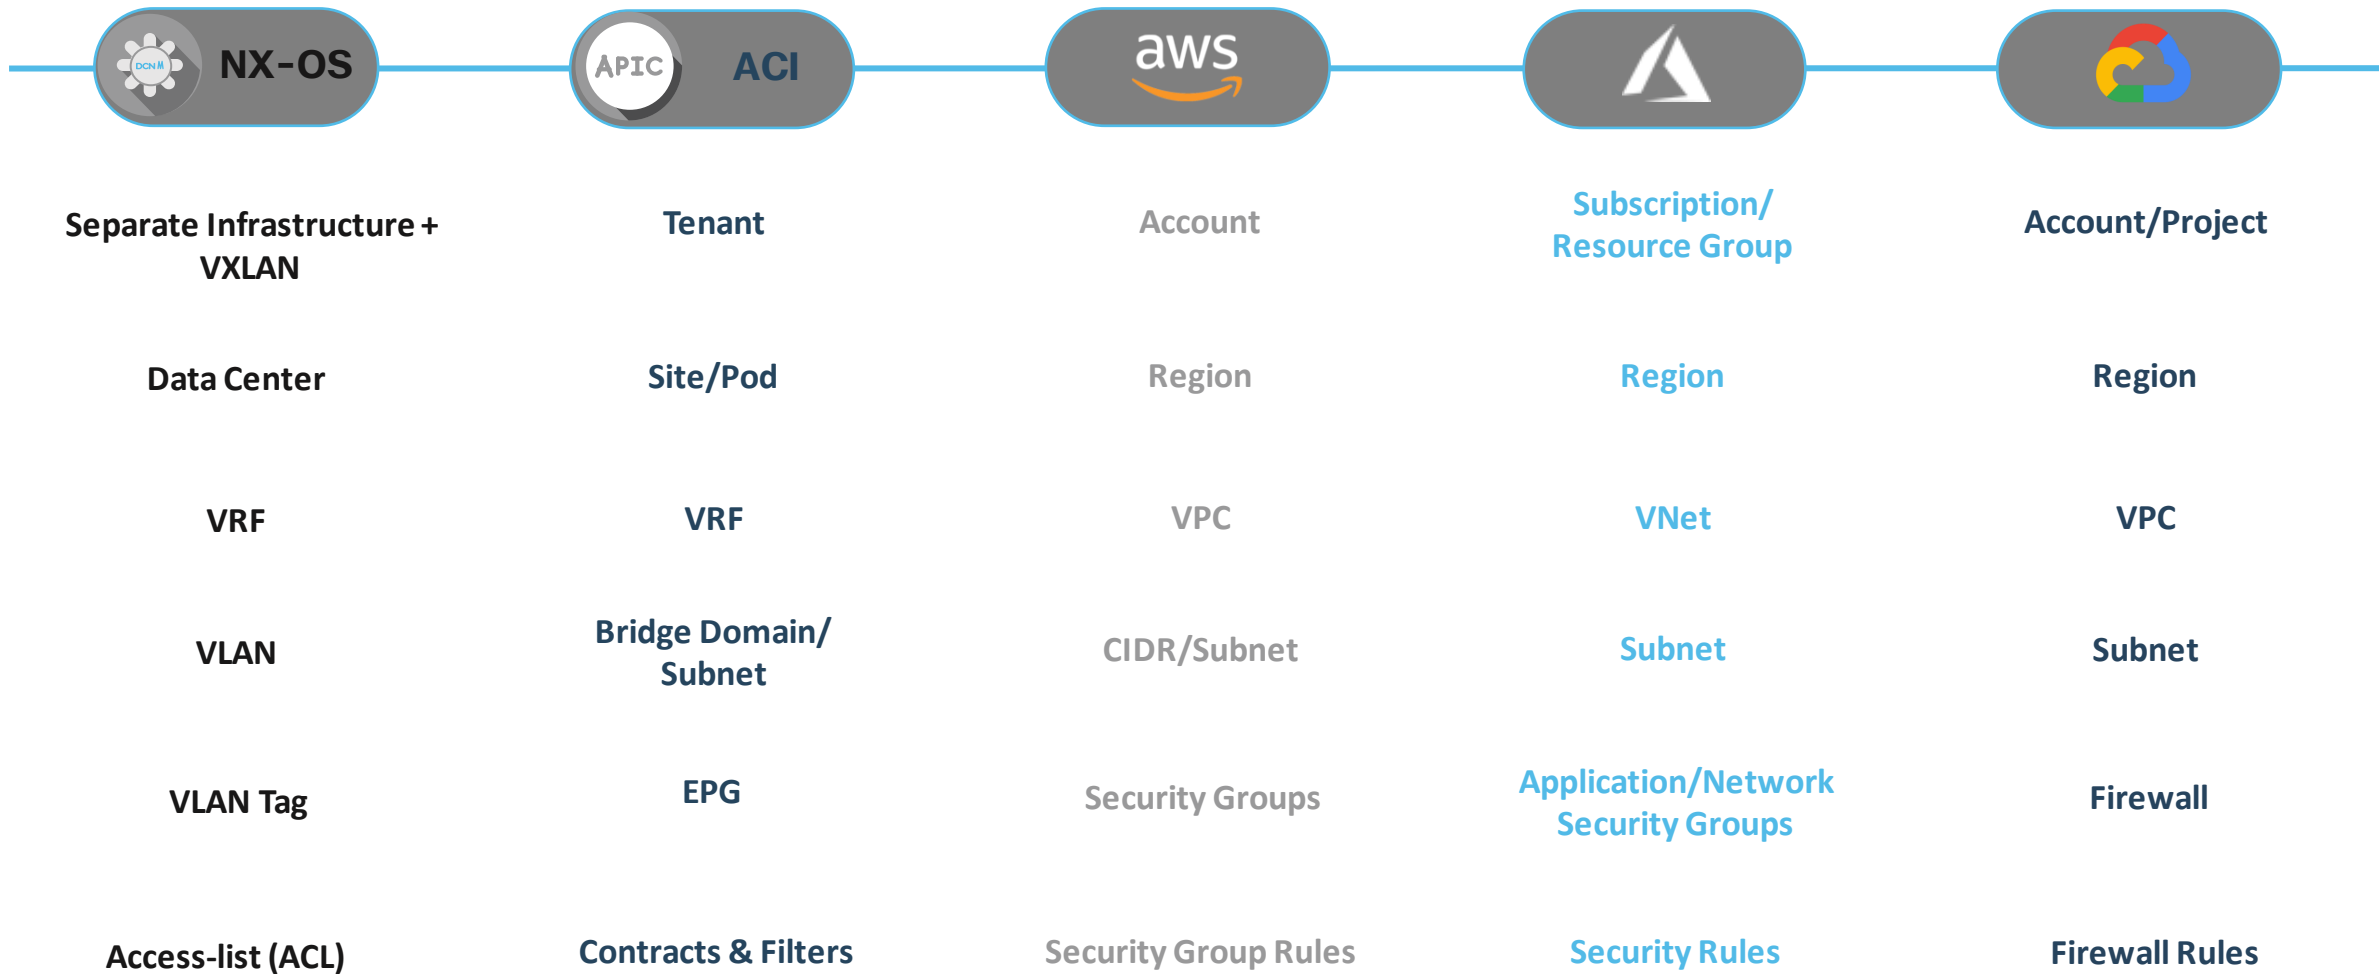 DCNM
NX-OS
APIC
ACI
aws
Separate Infrastructure +
VXLAN
Tenant
Account
Subscription/
Resource Group
Account/Project
Data Center
Site/Pod
Region
Region
Region
VRF
VRF
VPC
VNet
VPC
VLAN
Bridge Domain/
Subnet
CIDR/Subnet
Subnet
Subnet
VLAN Tag
EPG
Security Groups
Application/Network
Security Groups
Firewall
Access-list (ACL)
Contracts & Filters
Security Group Rules
Security Rules
Firewall Rules